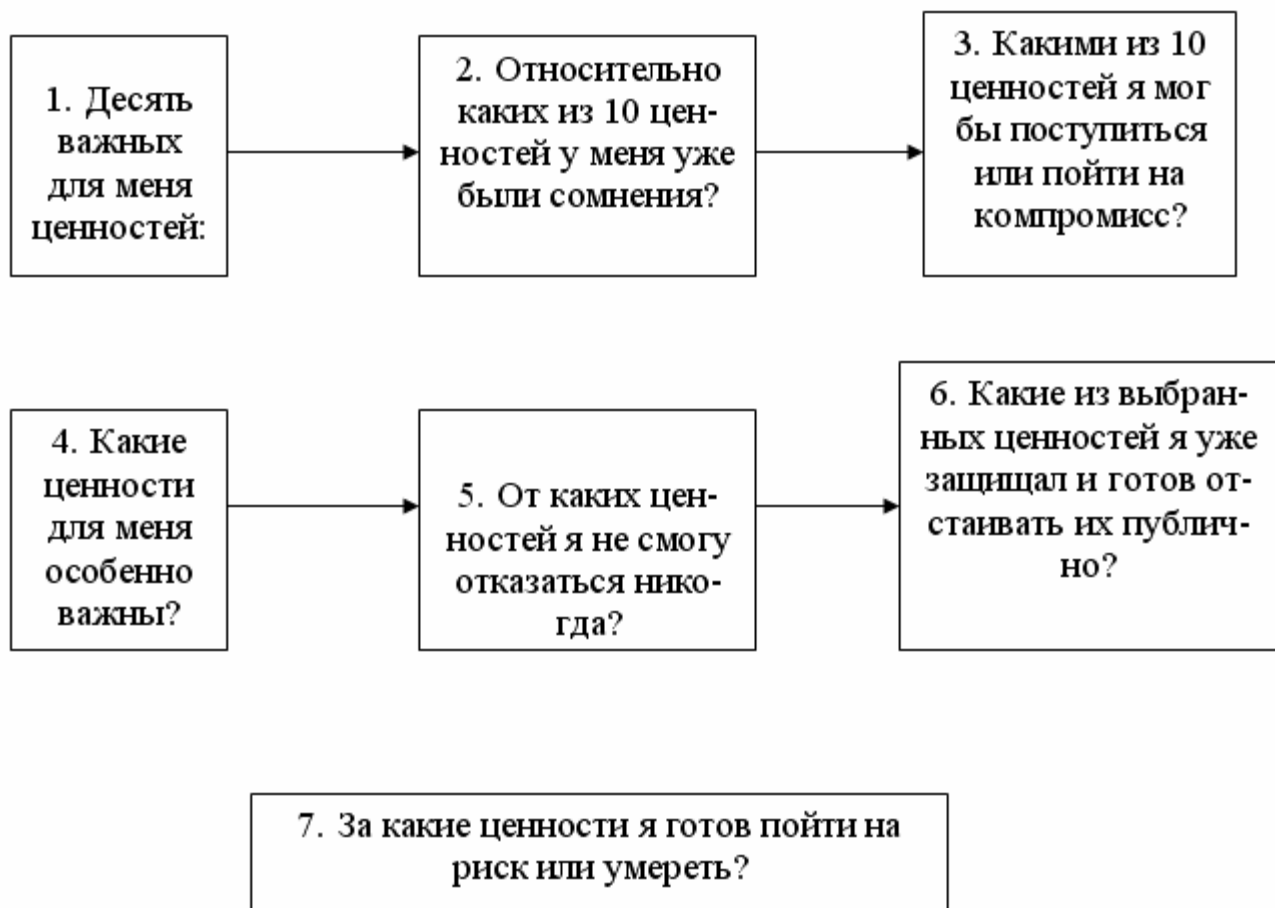 1. Десять
важных
для меня
ценностей:
2. Относительно
каких из 10 цен-
ностей у меня уже
были сомнения?
3. Какими из 10
ценностей я мог
бы поступиться
или пойти на
компромисс?
4. Какие
ценности
для меня
особенно
важны?
5. От каких цен-
ностей я не смогу
отказаться нико-
гда?
6. Какие из выбран-
ных ценностей я уже
защищал и готов от-
стаивать их публич-
но?
7. За какие ценности я готов пойти на
риск или умереть?